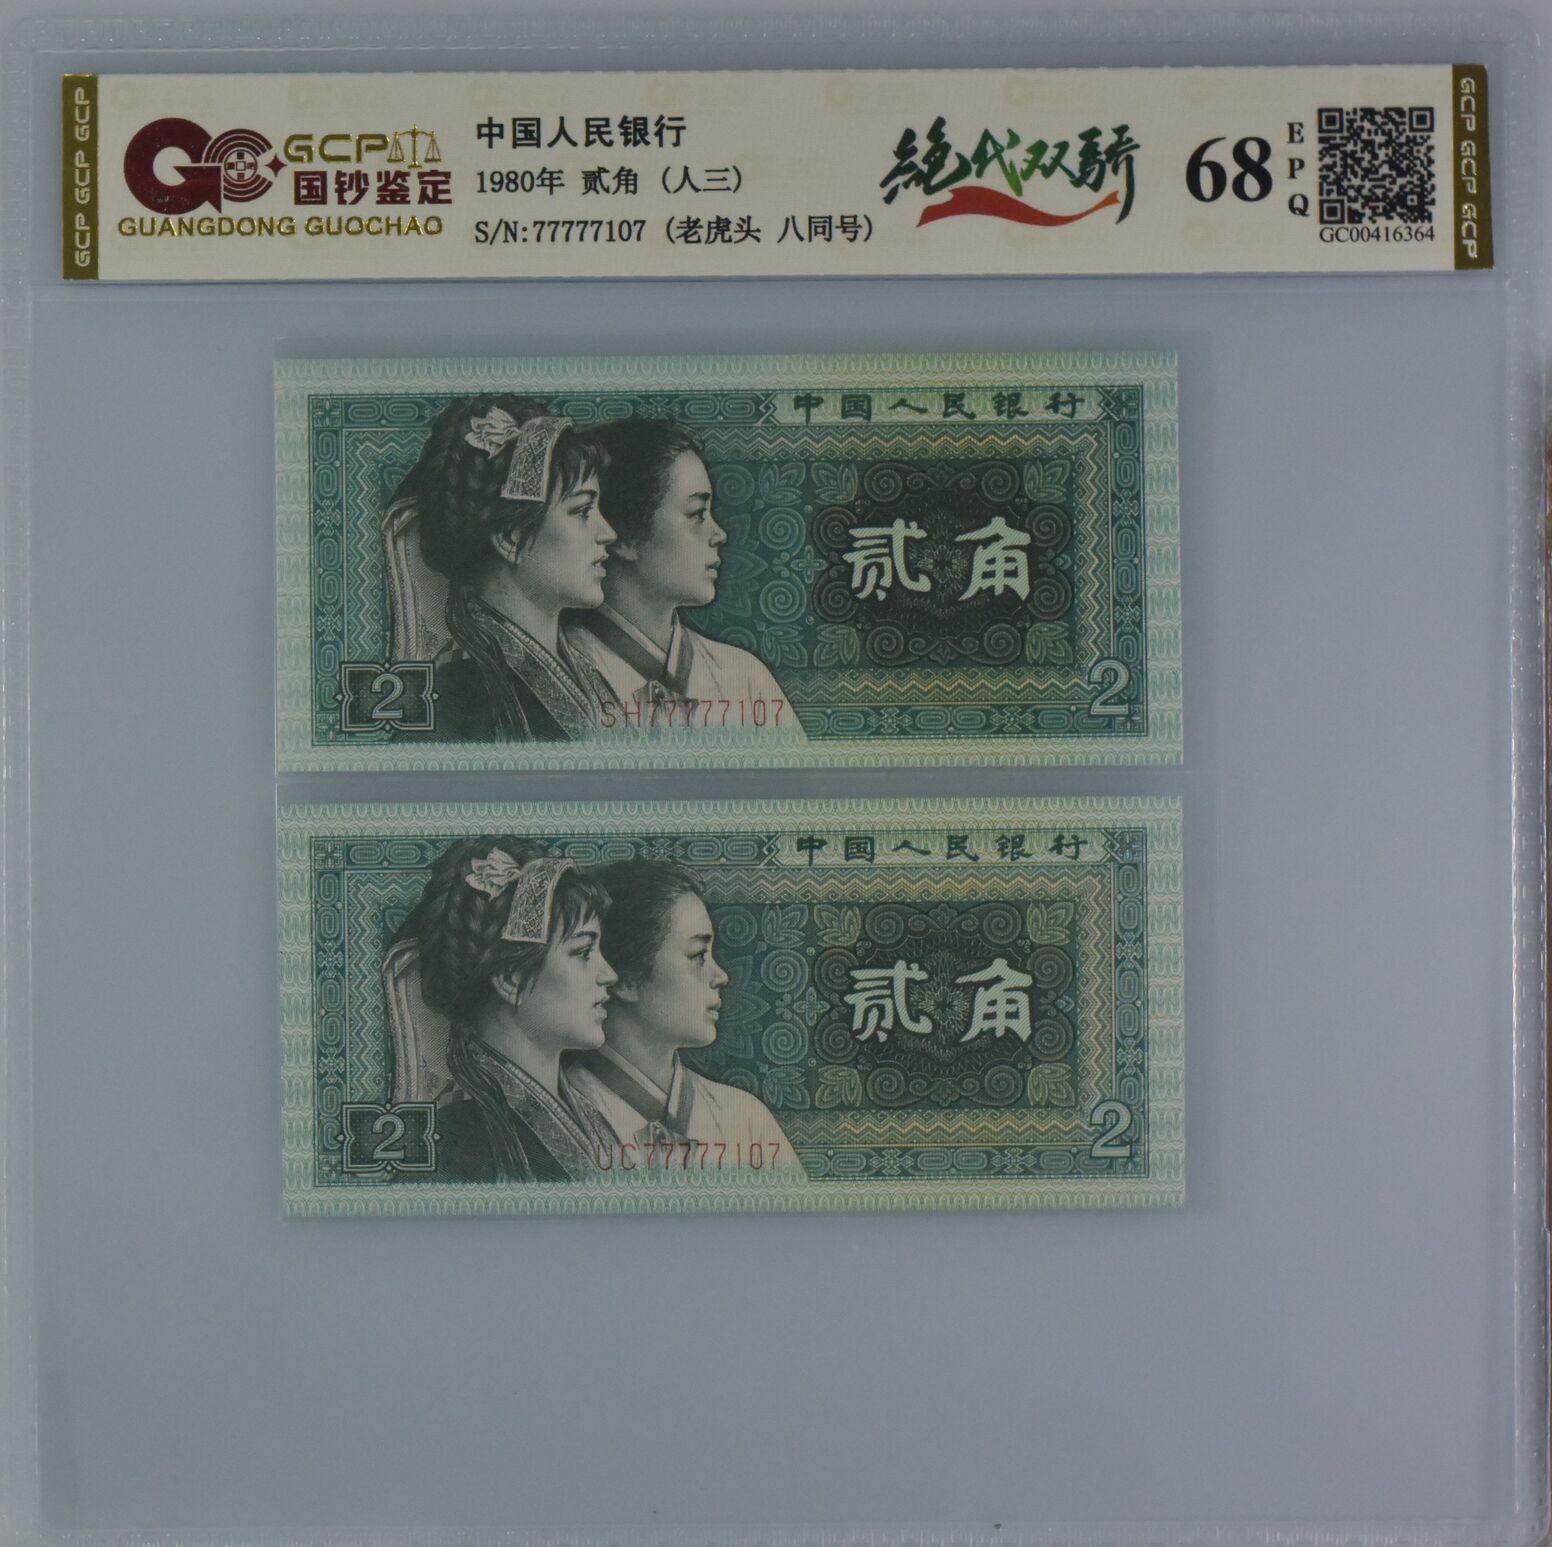 GCP GCP GCP
GCP
国钞鉴定
GUANGDONG GUOCHAO
中国人民银行
1980年 贰角 (人三)
S/N:77777107 (老虎头 八同号)
絕代双驕
68
EPQ
GC00416364
GCP GCP GCP
中国人民银行
贰角
2
2
SH77777107
中国人民银行
贰角
2
2
UC77777107